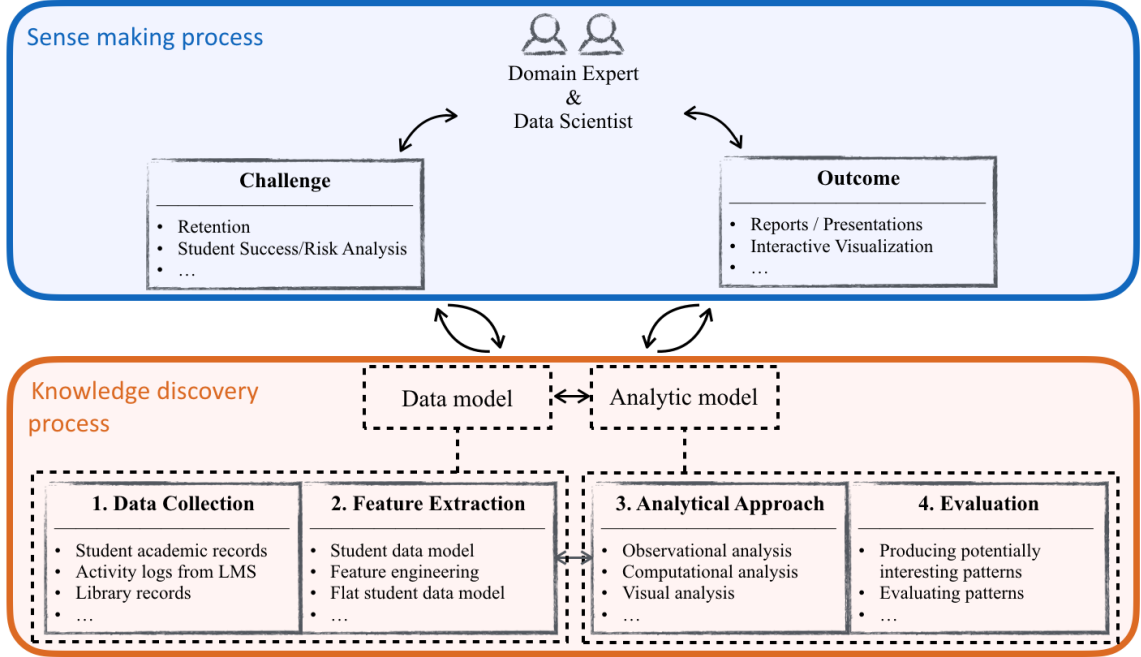 Sense making process
Domain Expert
&
Data Scientist
Challenge
• Retention
• Student Success/Risk Analysis
• …
Outcome
• Reports / Presentations
• Interactive Visualization
• …
Knowledge discovery
process
Data model
Analytic model
1. Data Collection
• Student academic records
• Activity logs from LMS
• Library records
• …
2. Feature Extraction
• Student data model
• Feature engineering
• Flat student data model
• …
3. Analytical Approach
• Observational analysis
• Computational analysis
• Visual analysis
• …
4. Evaluation
• Producing potentially
interesting patterns
• Evaluating patterns
• …